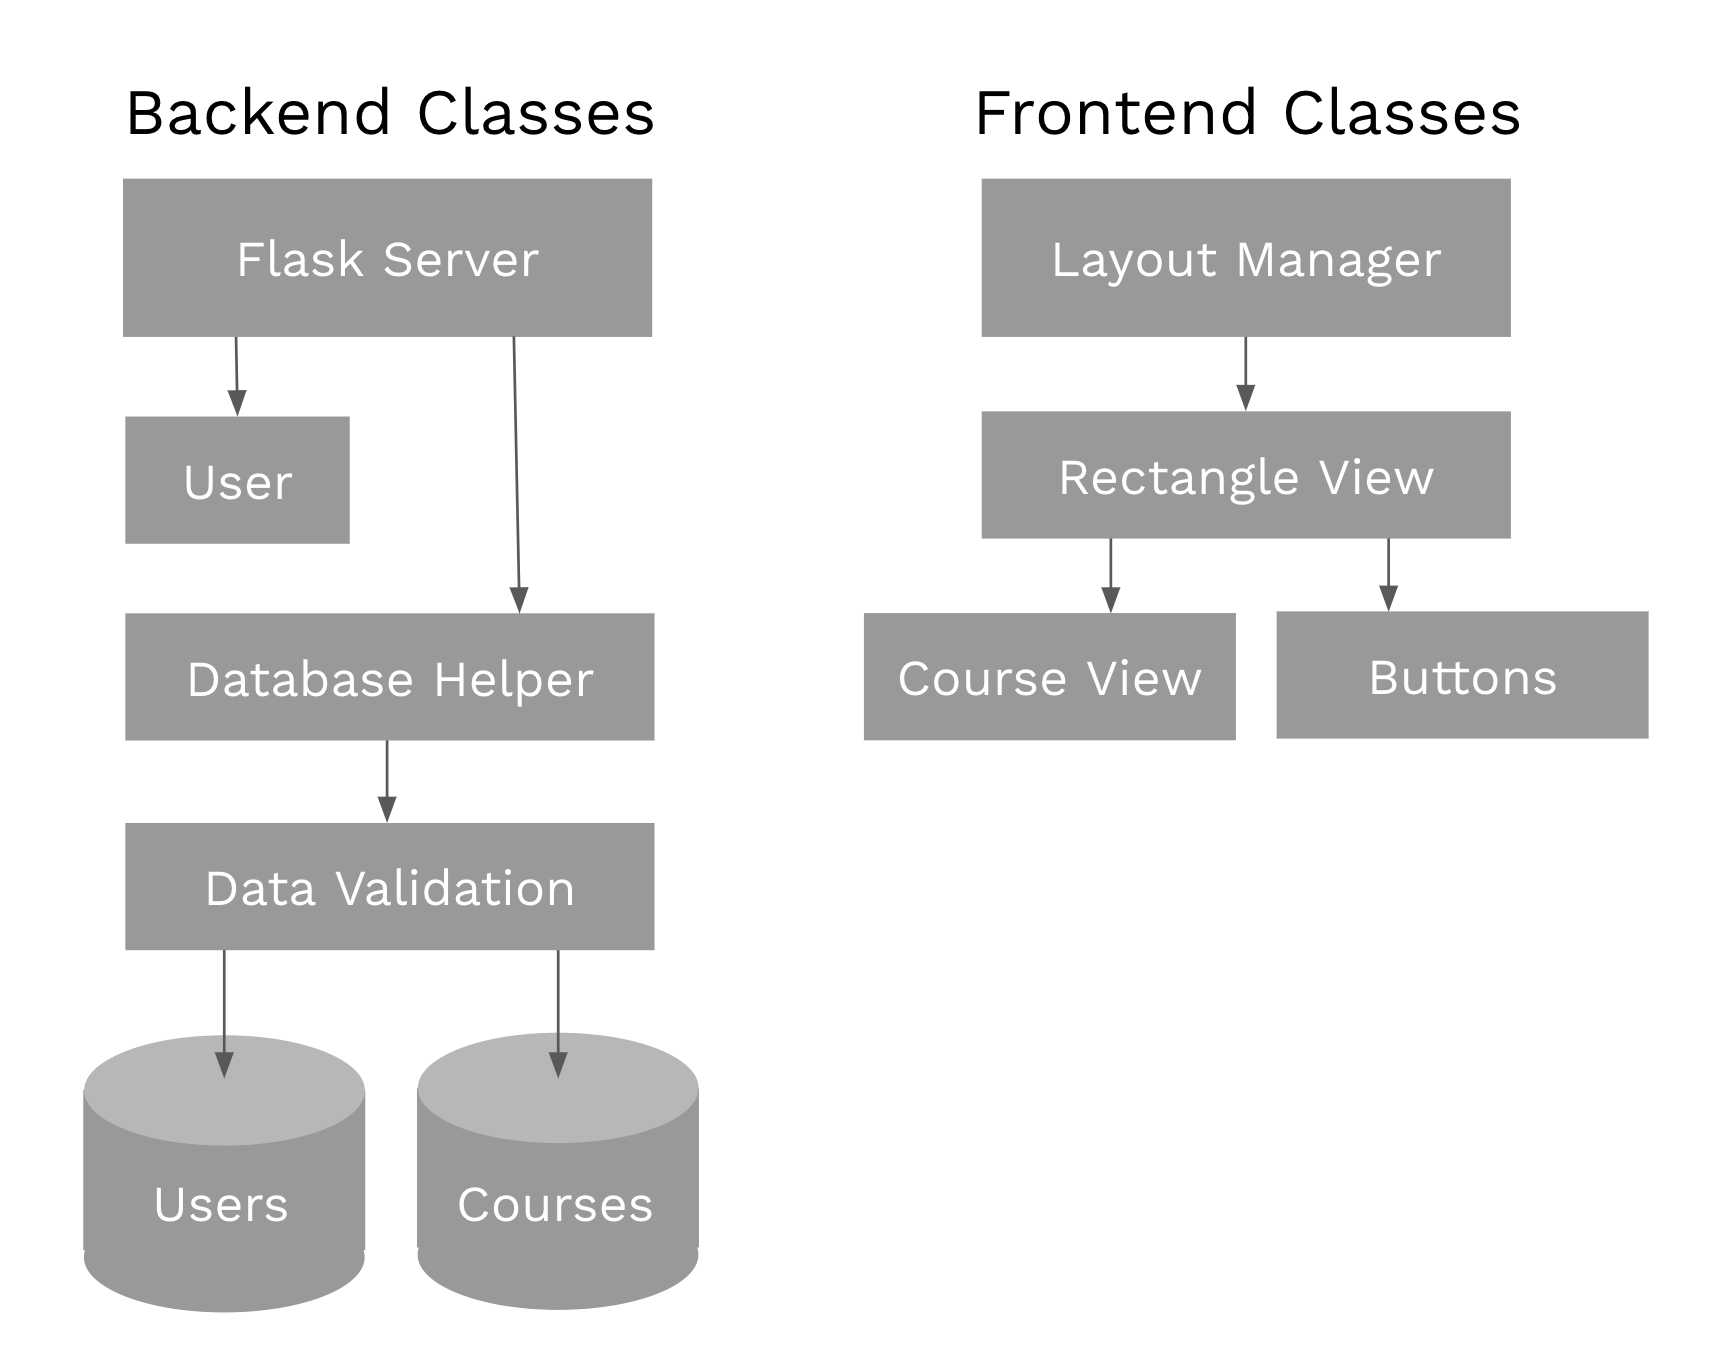 Backend Classes
Flask Server
User
Database Helper
Data Validation
Users
Courses
Frontend Classes
Layout Manager
Rectangle View
Course View
Buttons